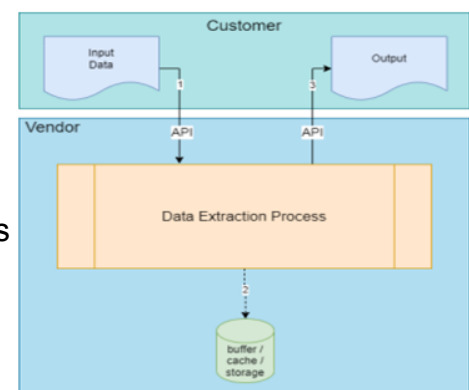 Customer
Input
Data
Output
1
3
API
API
Vendor
Data Extraction Process
s
2
buffer /
cache /
storage